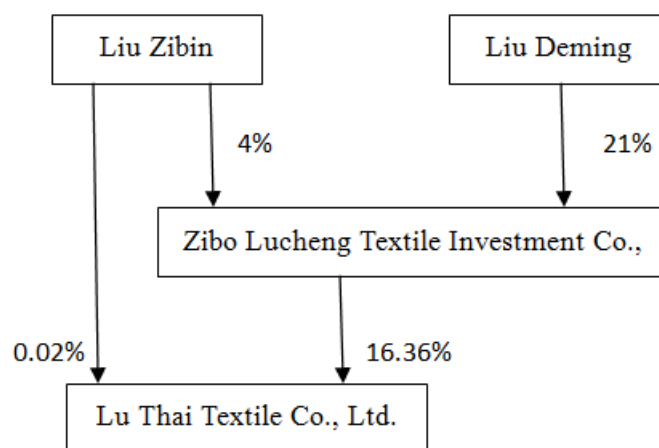 Liu Zibin
Liu Deming
4%
21%
Zibo Lucheng Textile Investment Co.,
0.02%
16.36%
Lu Thai Textile Co., Ltd.